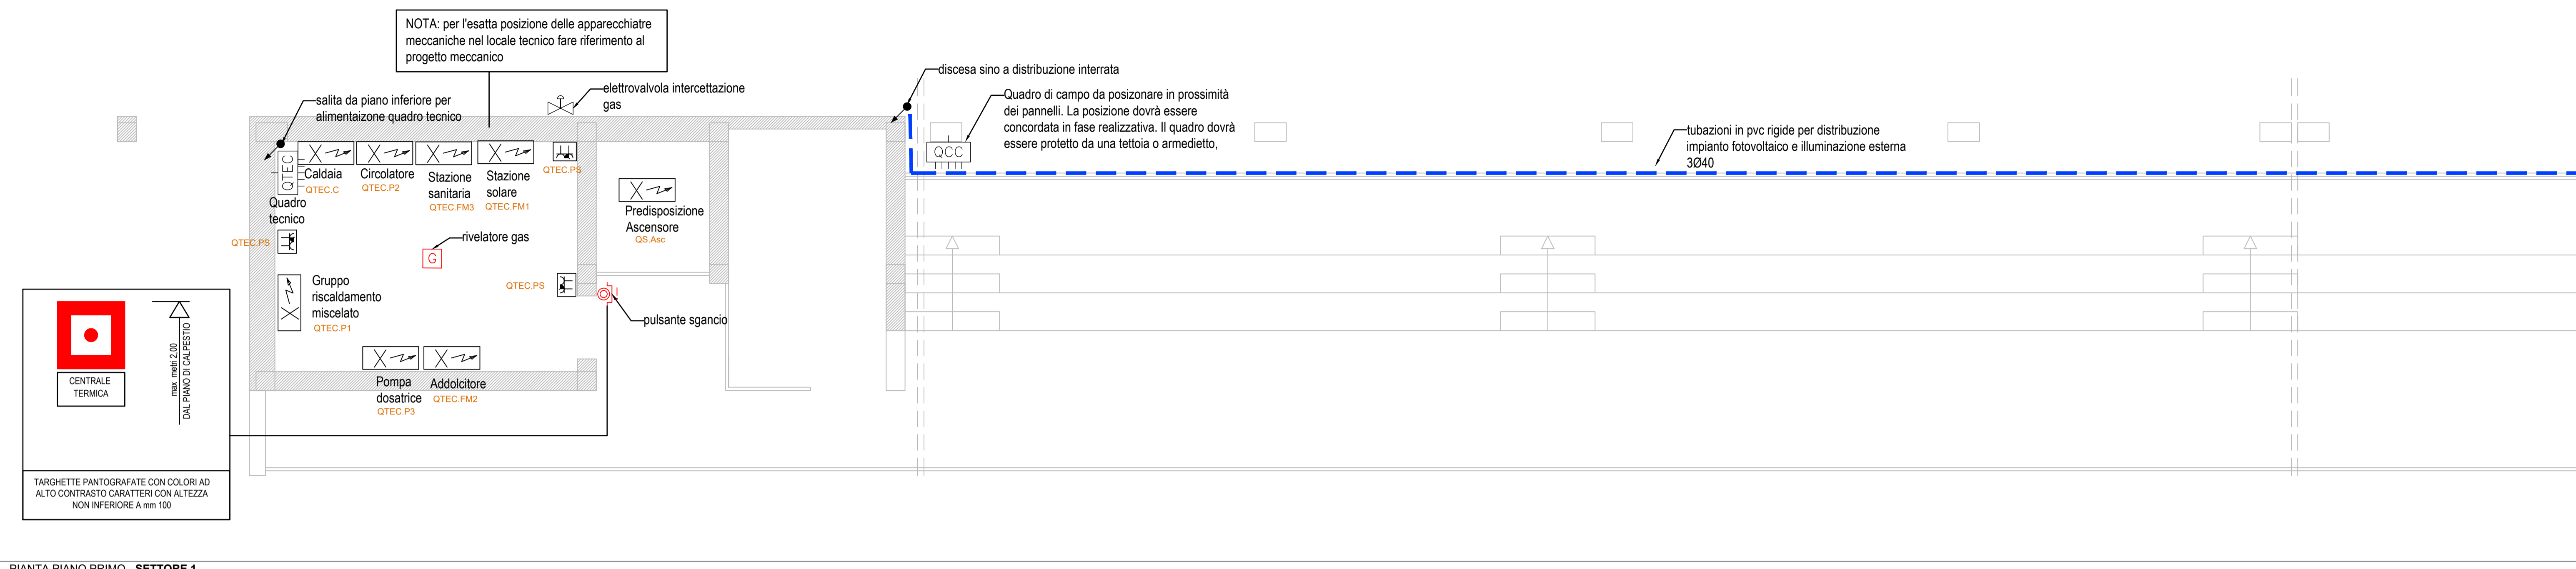 NOTA: per l'esatta posizione delle apparecchiatre
meccaniche nel locale tecnico fare riferimento al
progetto meccanico
discesa sino a distribuzione interrata
elettrovalvola intercettazione
gas
salita da piano inferiore per
alimentaizone quadro tecnico
Quadro di campo da posizonare in prossimità
dei pannelli. La posizione dovrà essere
concordata in fase realizzativa. Il quadro dovrà
essere protetto da una tettoia o armedietto,
tubazioni in pvc rigide per distribuzione
impianto fotovoltaico e illuminazione esterna
3Ø40
QCC
QTEC
Caldaia
QTEC.C
Circolatore
QTEC.P2
Stazione
sanitaria
QTEC.FM3
Stazione
solare
QTEC.FM1
QTEC.PS
Quadro
tecnico
Predisposizione
Ascensore
QS.Asc
QTEC.PS
rivelatore gas
G
Gruppo
riscaldamento
miscelato
QTEC.P1
QTEC.PS
pulsante sgancio
Pompa
dosatrice
QTEC.P3
Addolcitore
QTEC.FM2
CENTRALE
TERMICA
max metri 2,00
DAL PIANO DI CALPESTIO
TARGHETTE PANTOGRAFATE CON COLORI AD
ALTO CONTRASTO CARATTERI CON ALTEZZA
NON INFERIORE A mm 100
PIANTA PIANO PRIMO - SETTORE 1